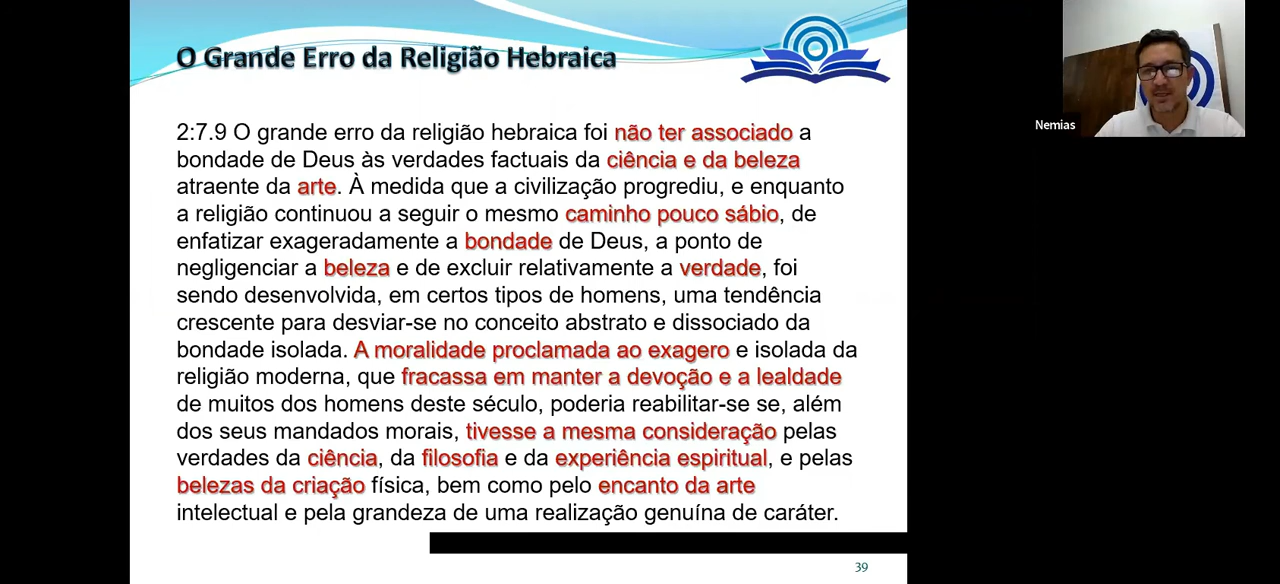 O Grande Erro da Religião Hebraica
Nemias
2:7.9 O grande erro da religião hebraica foi não ter associado a
bondade de Deus às verdades factuais da ciência e da beleza
atraente da arte. À medida que a civilização progrediu, e enquanto
a religião continuou a seguir o mesmo caminho pouco sábio, de
enfatizar exageradamente a bondade de Deus, a ponto de
negligenciar a beleza e de excluir relativamente a verdade, foi
sendo desenvolvida, em certos tipos de homens, uma tendência
crescente para desviar-se no conceito abstrato e dissociado da
bondade isolada. A moralidade proclamada ao exagero e isolada da
religião moderna, que fracassa em manter a devoção e a lealdade
de muitos dos homens deste século, poderia reabilitar-se se, além
dos seus mandados morais, tivesse a mesma consideração pelas
verdades da ciência, da filosofia e da experiência espiritual, e pelas
belezas da criação física, bem como pelo encanto da arte
intelectual e pela grandeza de uma realização genuína de caráter.
39